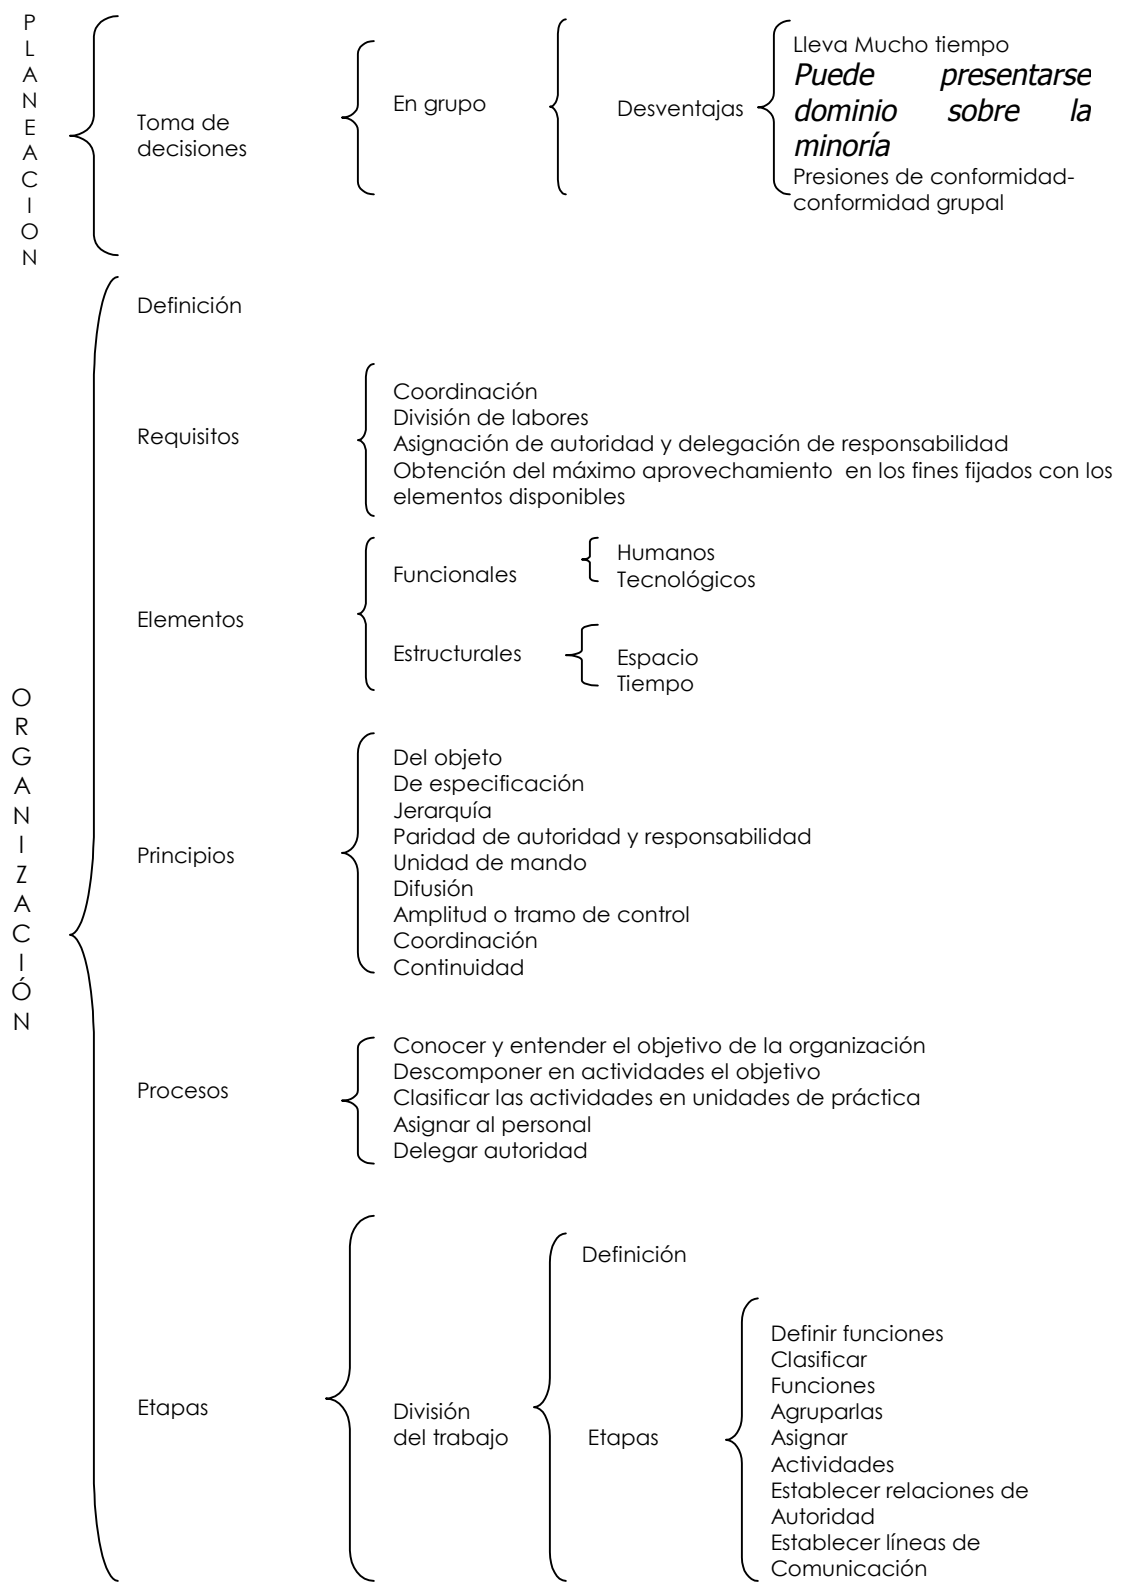 PLANEACION
Toma de
decisiones
En grupo
Desventajas
Lleva Mucho tiempo
Puede presentarse
dominio sobre la
minoría
Presiones de conformidad-
conformidad grupal
ORGANIZACIÓN
Definición
Requisitos
Coordinación
División de labores
Asignación de autoridad y delegación de responsabilidad
Obtención del máximo aprovechamiento en los fines fijados con los
elementos disponibles
Elementos
Funcionales
Humanos
Tecnológicos
Estructurales
Espacio
Tiempo
Principios
Del objeto
De especificación
Jerarquía
Paridad de autoridad y responsabilidad
Unidad de mando
Difusión
Amplitud o tramo de control
Coordinación
Continuidad
Procesos
Conocer y entender el objetivo de la organización
Descomponer en actividades el objetivo
Clasificar las actividades en unidades de práctica
Asignar al personal
Delegar autoridad
Etapas
División
del trabajo
Definición
Etapas
Definir funciones
Clasificar
Funciones
Agruparlas
Asignar
Actividades
Establecer relaciones de
Autoridad
Establecer líneas de
Comunicación